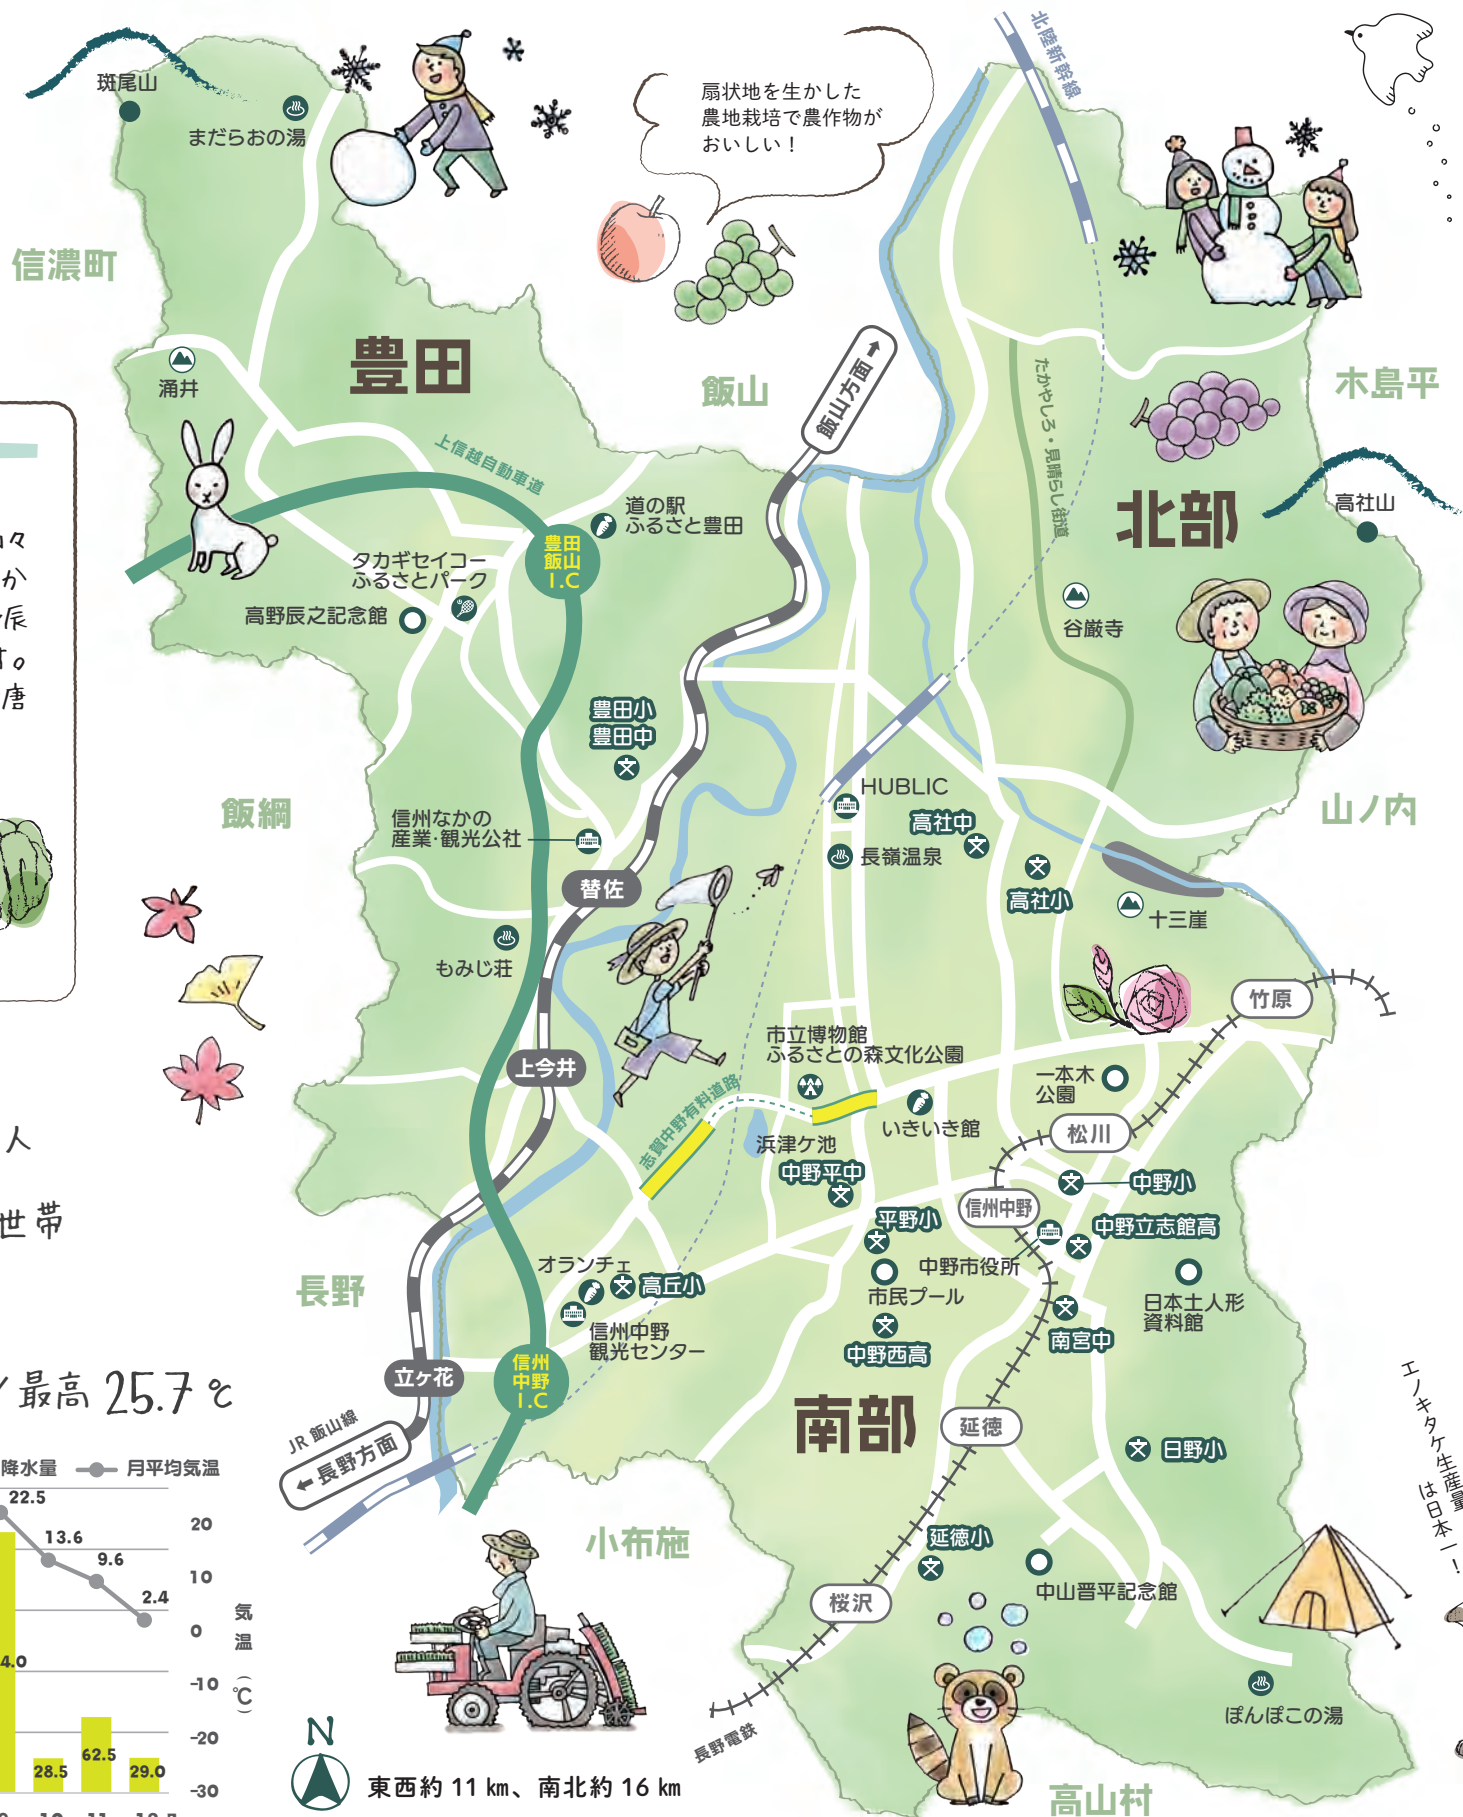 斑尾山
まだらおの湯
扇状地を生かした
農地栽培で農作物が
おいしい！
北陸新幹線
信濃町
豊田
飯山
飯山方面
木島平
涌井
上信越自動車道
たかやしろ・見晴らし街道
北部
高社山
道の駅
ふるさと豊田
豊田
飯山
I.C
タカギセイコー
ふるさとパーク
高野辰之記念館
谷厳寺
々
か
辰
す。
唐
豊田小
豊田中
HUBLIC
飯綱
信州なかの
産業・観光公社
高社中
長嶺温泉
山ノ内
替佐
高社小
十三崖
もみじ荘
竹原
上今井
市立博物館
ふるさとの森文化公園
一本木
公園
志賀中野有料道路
いきいき館
松川
浜津ケ池
中野平中
中野小
人
世帯
平野小
信州中野
中野立志館高
中野市役所
長野
オランチェ
高丘小
市民プール
日本土人形
資料館
信州中野
観光センター
中野西高
南宮中
立ヶ花
信州
中野
I.C
最高 25.7 ℃
南部
延徳
JR 飯山線
長野方面
日野小
エノキタケ生産量
は日本一！
降水量
月平均気温
22.5
13.6
9.6
2.4
20
10
0
-10
-20
-30
気温（℃）
4.0
28.5
62.5
29.0
小布施
延徳小
桜沢
中山晋平記念館
ぽんぽこの湯
長野電鉄
高山村
N
東西約 11 km、南北約 16 km